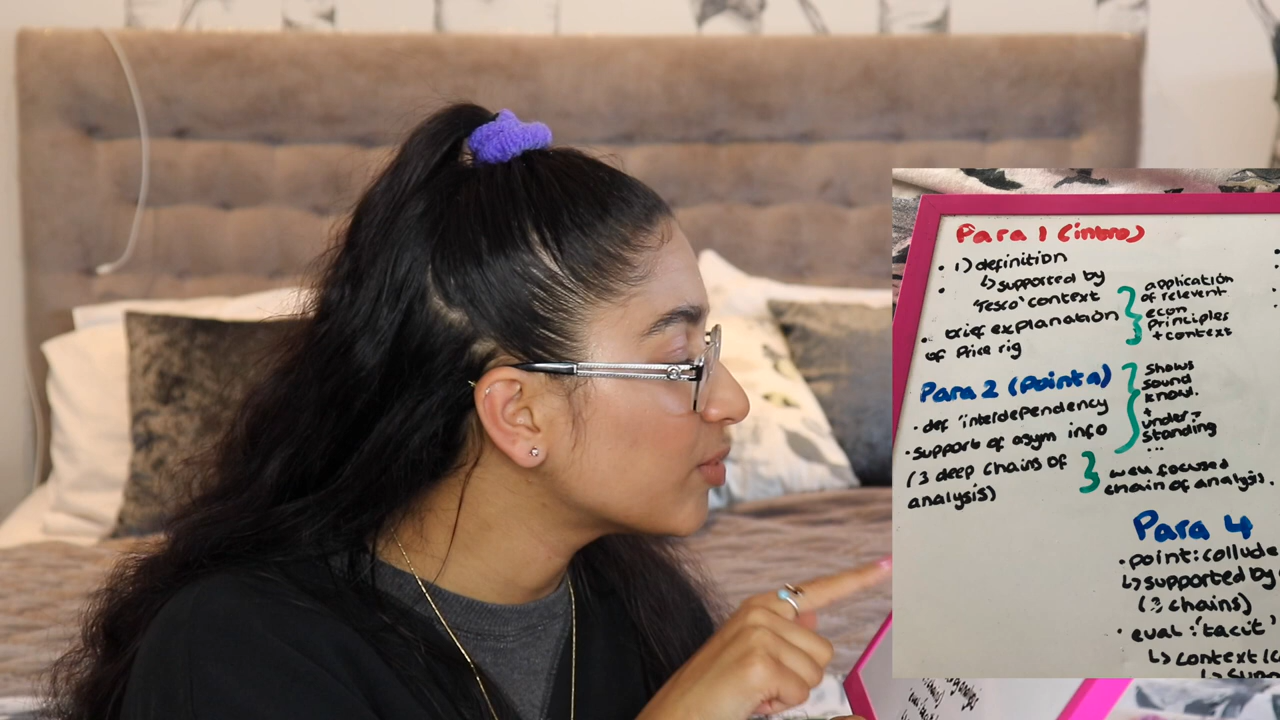 Para 1 (intro)
• 1) definition
• ↳ supported by
'Tesco' context
• brief explanation
of Price rig
} application
of relevent
econ
Principles
+ context
Para 2 (Point a)
• def 'interdependency
• support of asym info
(3 deep chains of
analysis)
} shows
sound
knowl.
+
under-
standing
...
} well focused
chain of analysis.
Para 4
• point: collude
↳ supported by
(3 chains)
• eval: 'tacit'
↳ context
↳ supp